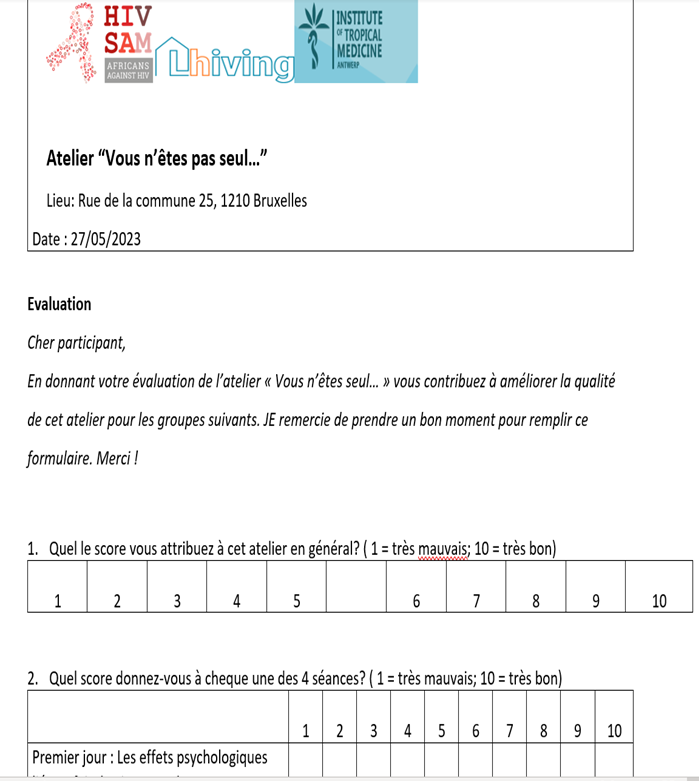 HIV
SAM
AFRICANS
AGAINST HIV
Lhiving
INSTITUTE
OF TROPICAL
MEDICINE
ANTWERP
Atelier “Vous n’êtes pas seul...”
Lieu: Rue de la commune 25, 1210 Bruxelles
Date : 27/05/2023
Evaluation
Cher participant,
En donnant votre évaluation de l’atelier « Vous n’êtes seul... » vous contribuez à améliorer la qualité
de cet atelier pour les groupes suivants. JE remercie de prendre un bon moment pour remplir ce
formulaire. Merci !
1. Quel le score vous attribuez à cet atelier en général? ( 1 = très mauvais; 10 = très bon)
1 2 3 4 5 6 7 8 9 10
2. Quel score donnez-vous à cheque une des 4 séances? ( 1 = très mauvais; 10 = très bon)
1 2 3 4 5 6 7 8 9 10
Premier jour : Les effets psychologiques